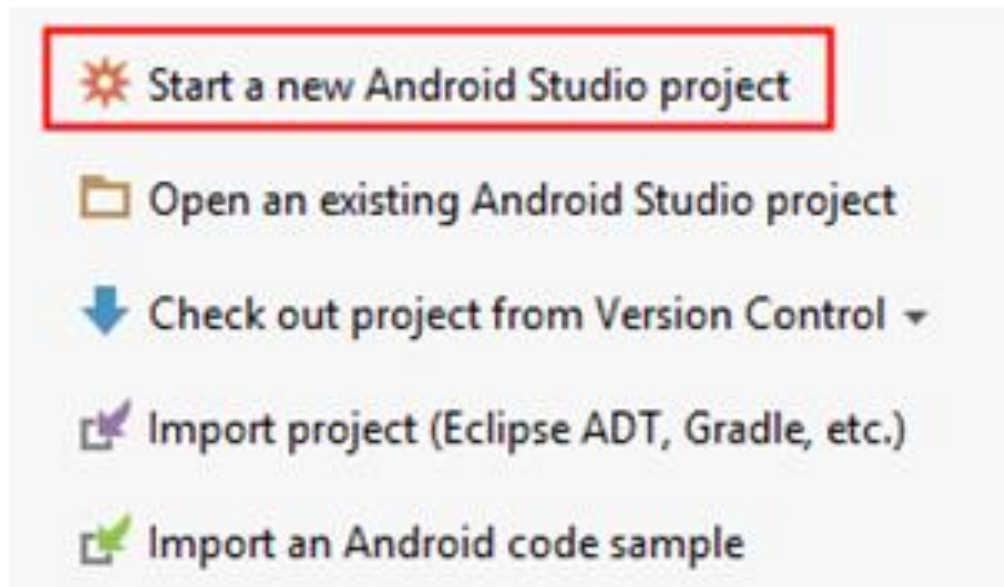 Start a new Android Studio project
Open an existing Android Studio project
Check out project from Version Control
Import project (Eclipse ADT, Gradle, etc.)
Import an Android code sample